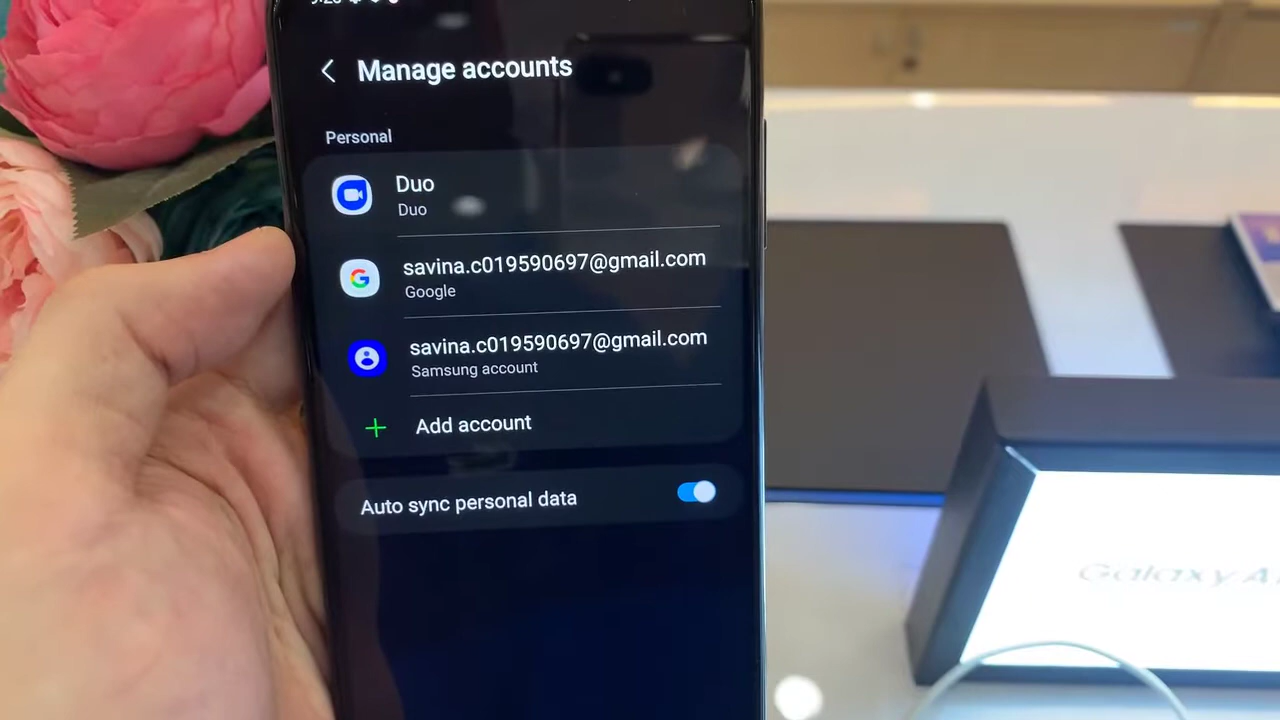 Manage accounts
Personal
Duo
Duo
savina.c019590697@gmail.com
Google
savina.c019590697@gmail.com
Samsung account
Add account
Auto sync personal data
Galaxy